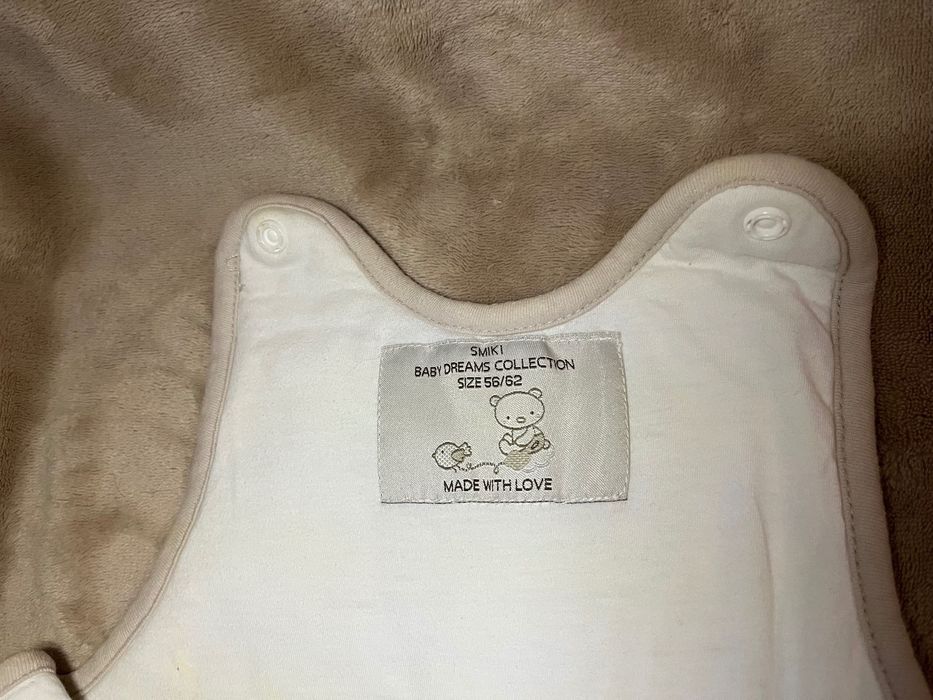 SMIKI
BABY DREAMS COLLECTION
SIZE 56/62
MADE WITH LOVE